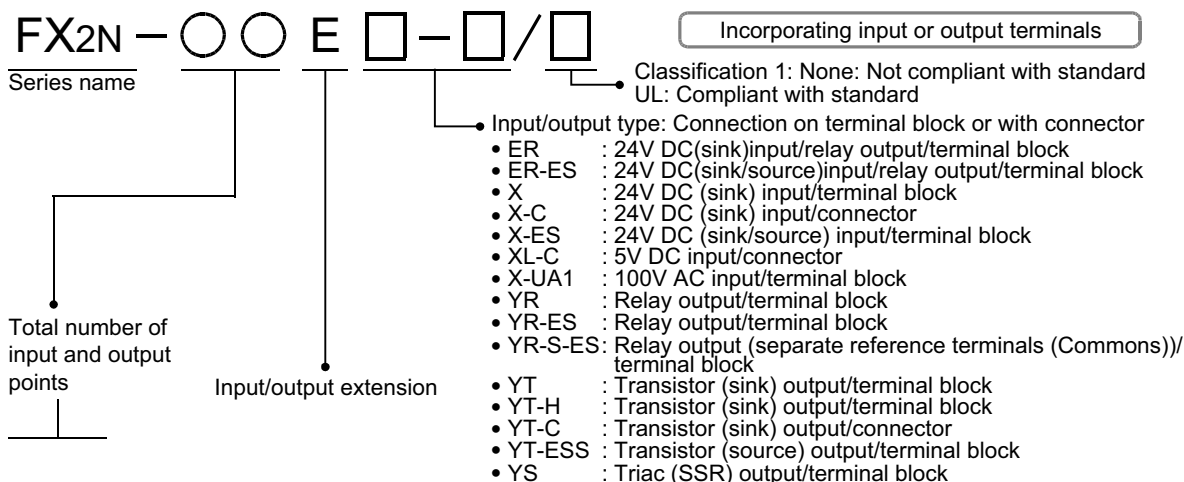 FX2N – ○○ E □ – □/□
Incorporating input or output terminals
Series name
Classification 1: None: Not compliant with standard
UL: Compliant with standard
Input/output type: Connection on terminal block or with connector
• ER : 24V DC(sink)input/relay output/terminal block
• ER-ES : 24V DC(sink/source)input/relay output/terminal block
• X : 24V DC (sink) input/terminal block
• X-C : 24V DC (sink) input/connector
• X-ES : 24V DC (sink/source) input/terminal block
• XL-C : 5V DC input/connector
• X-UA1 : 100V AC input/terminal block
• YR : Relay output/terminal block
• YR-ES : Relay output/terminal block
• YR-S-ES: Relay output (separate reference terminals (Commons))/
terminal block
• YT : Transistor (sink) output/terminal block
• YT-H : Transistor (sink) output/terminal block
• YT-C : Transistor (sink) output/connector
• YT-ESS : Transistor (source) output/terminal block
• YS : Triac (SSR) output/terminal block
Total number of
input and output
points
Input/output extension